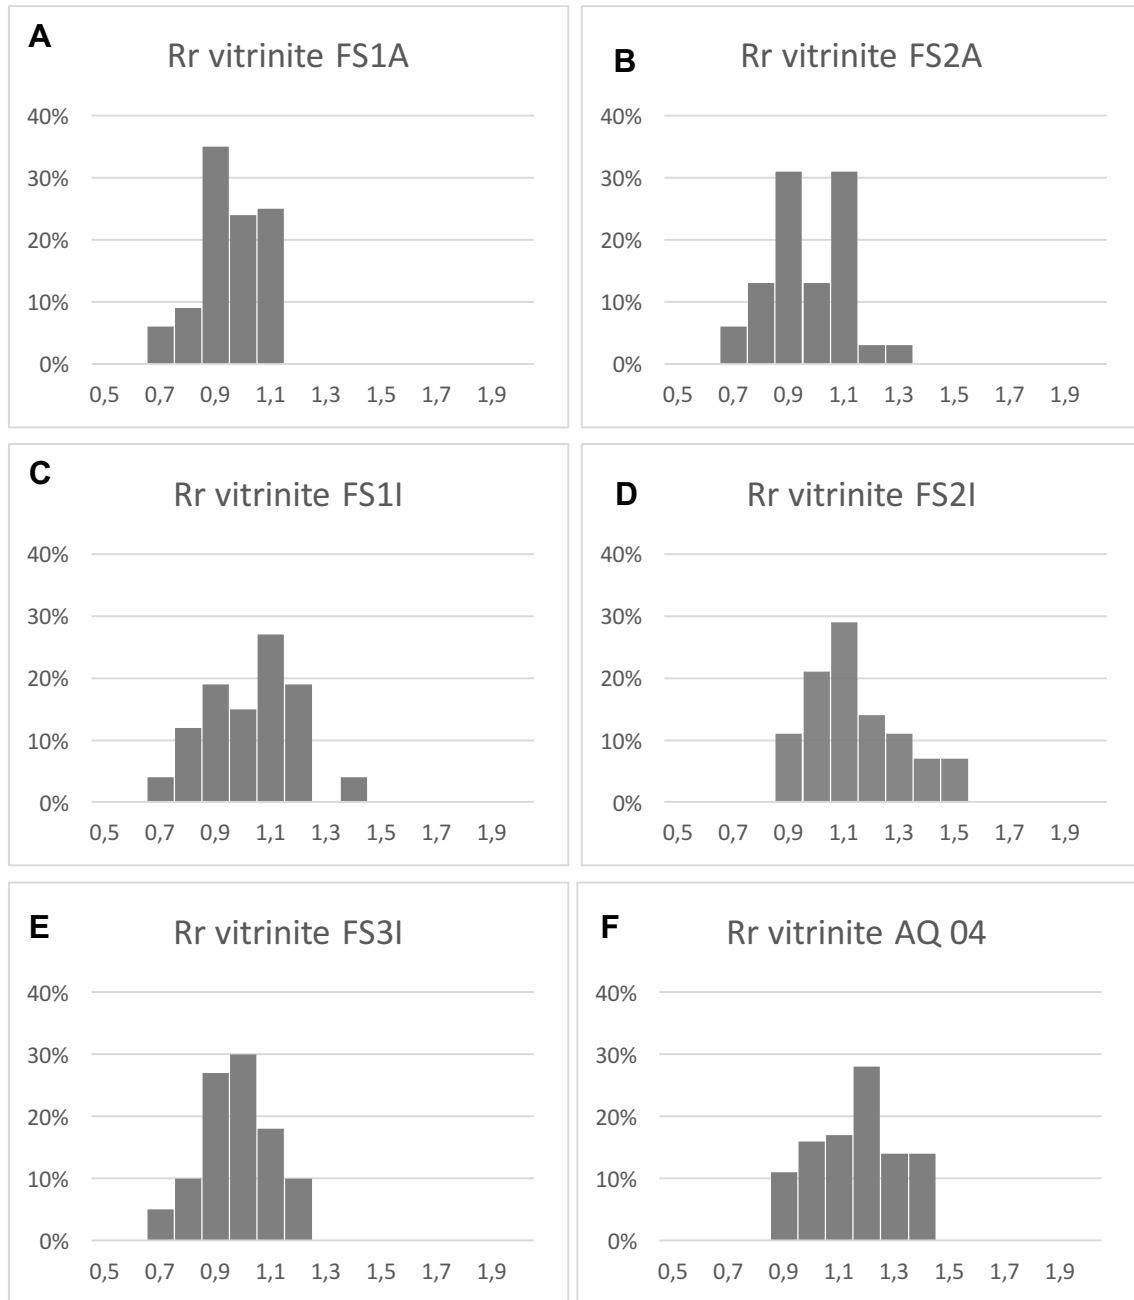 A
Rr vitrinite FS1A
40%
30%
20%
10%
0%
0,5 0,7 0,9 1,1 1,3 1,5 1,7 1,9
B
Rr vitrinite FS2A
40%
30%
20%
10%
0%
0,5 0,7 0,9 1,1 1,3 1,5 1,7 1,9
C
Rr vitrinite FS1I
40%
30%
20%
10%
0%
0,5 0,7 0,9 1,1 1,3 1,5 1,7 1,9
D
Rr vitrinite FS2I
40%
30%
20%
10%
0%
0,5 0,7 0,9 1,1 1,3 1,5 1,7 1,9
E
Rr vitrinite FS3I
40%
30%
20%
10%
0%
0,5 0,7 0,9 1,1 1,3 1,5 1,7 1,9
F
Rr vitrinite AQ 04
40%
30%
20%
10%
0%
0,5 0,7 0,9 1,1 1,3 1,5 1,7 1,9